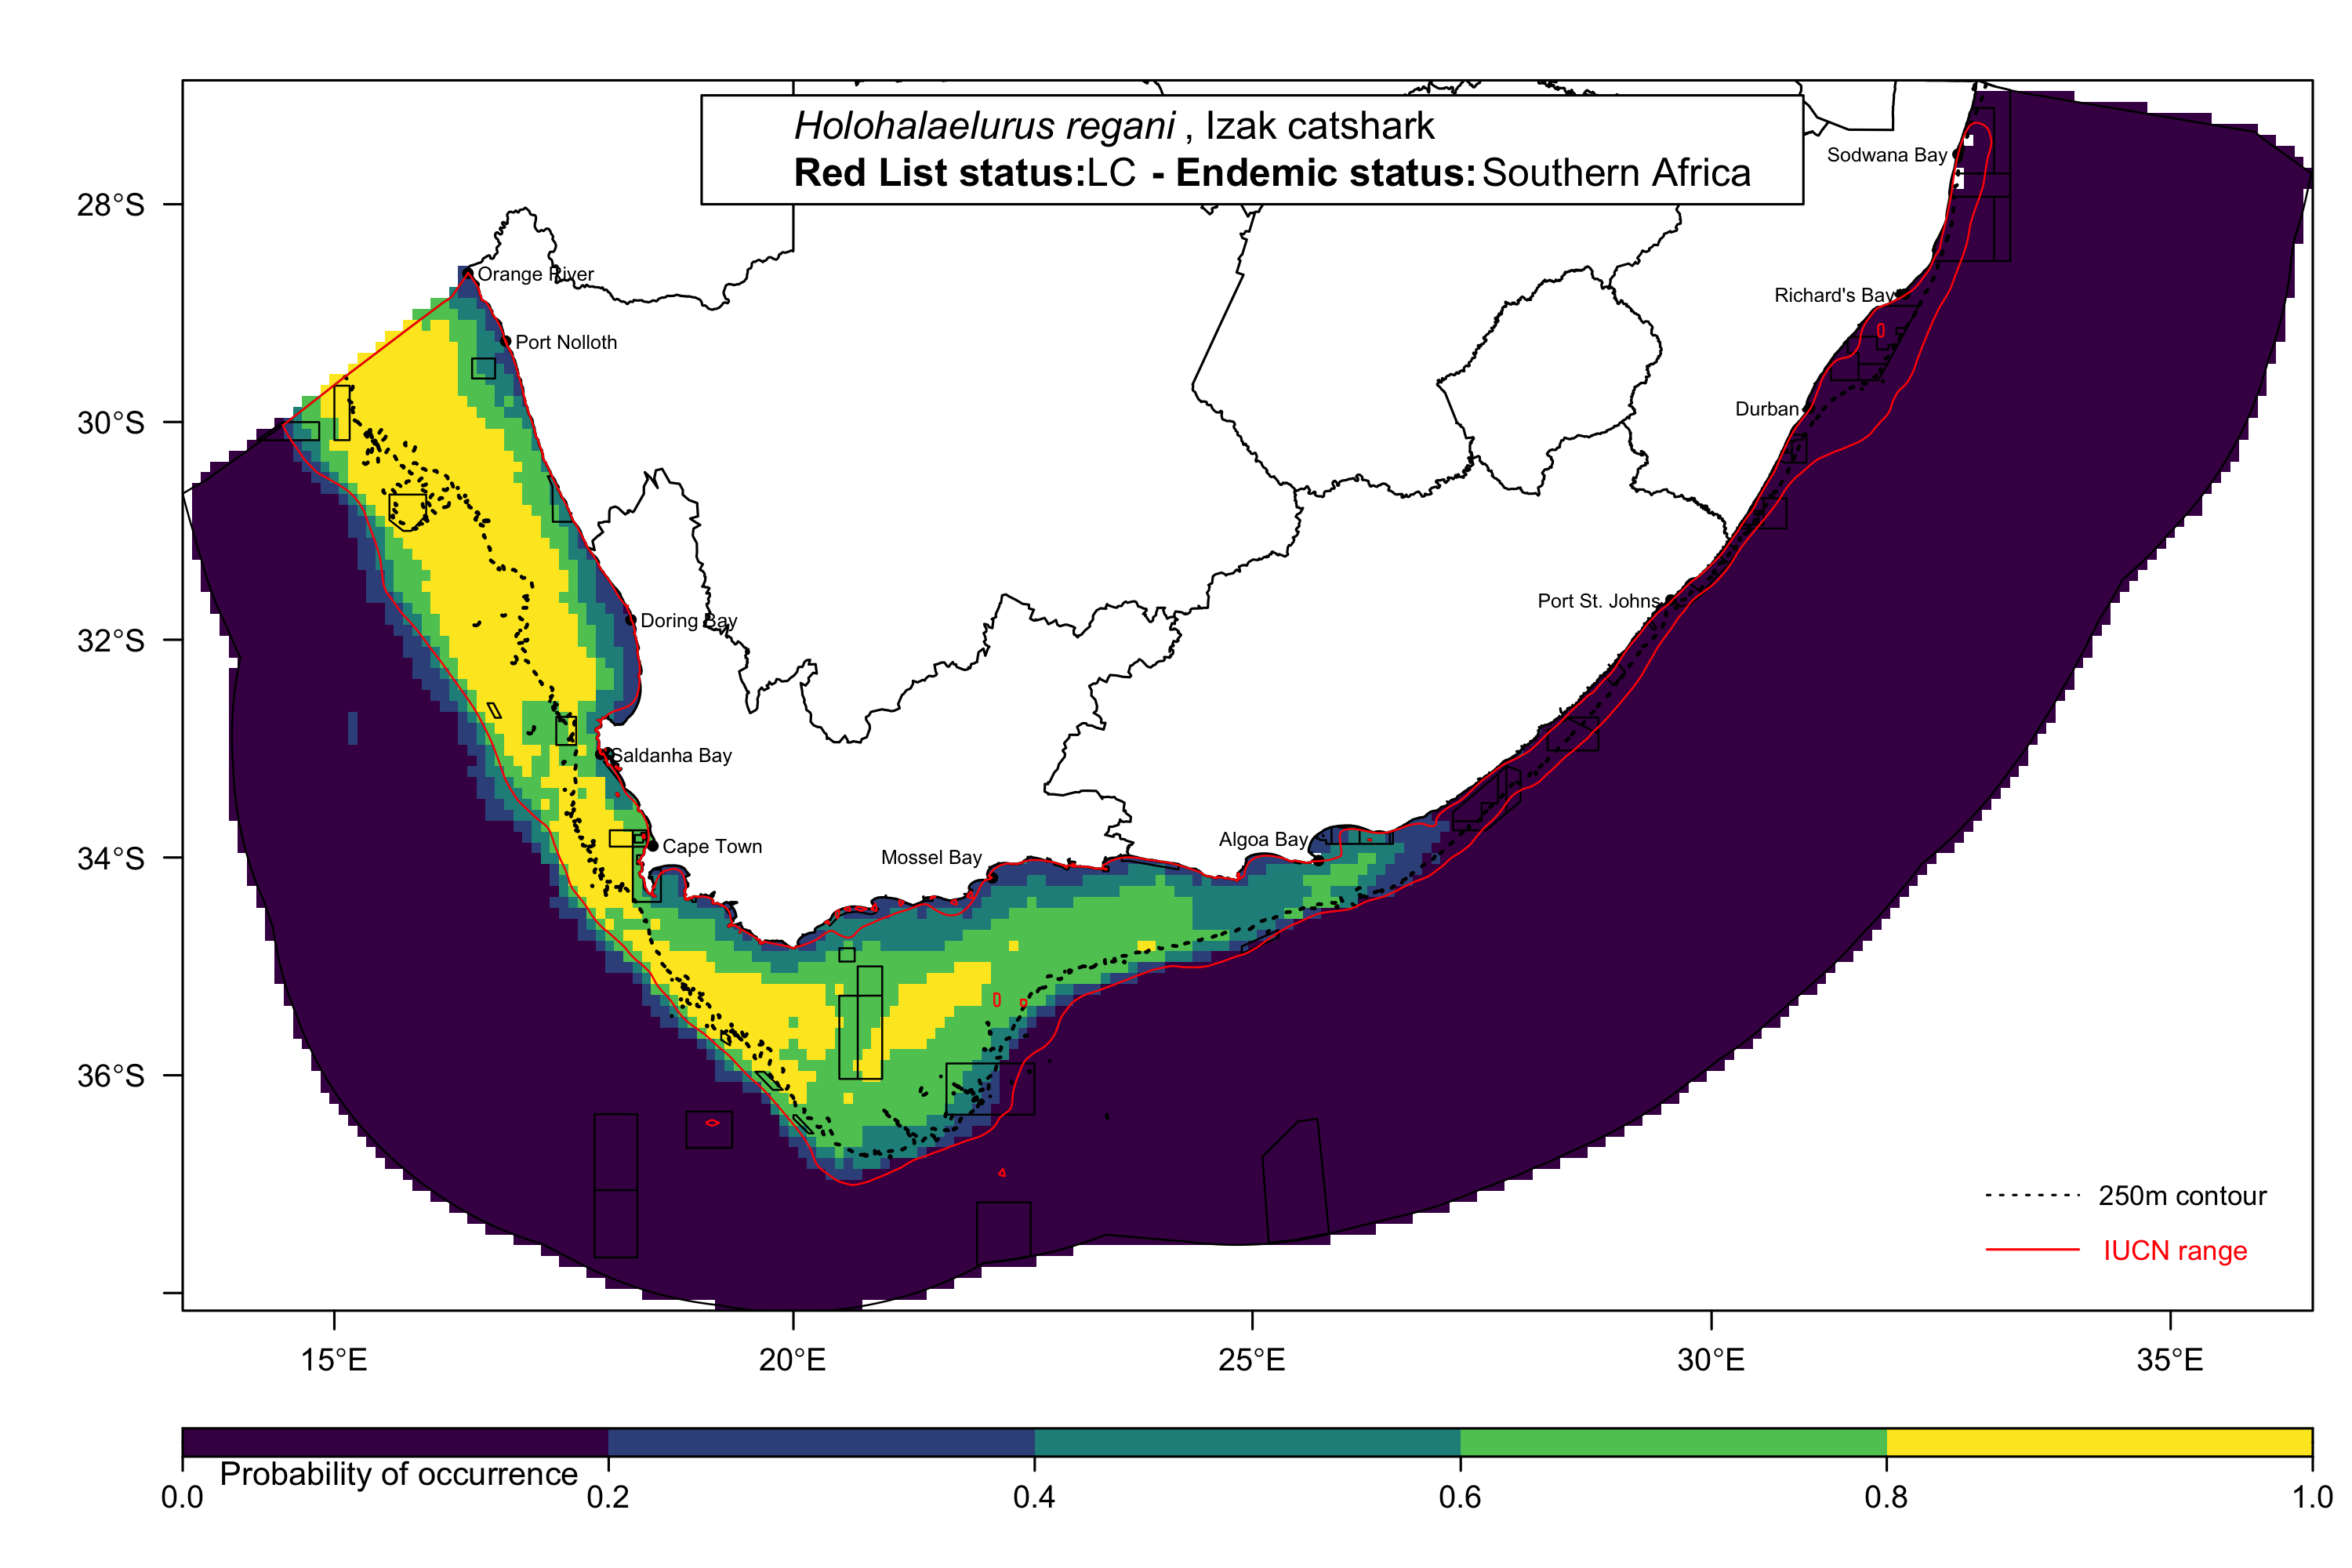 Holohalaelurus regani , Izak catshark
Red List status:LC - Endemic status:Southern Africa
Sodwana Bay
28°S
Orange River
Richard's Bay
Port Nolloth
Durban
30°S
Port St. Johns
Doring Bay
32°S
Saldanha Bay
Algoa Bay
Cape Town
Mossel Bay
34°S
36°S
250m contour
IUCN range
15°E 20°E 25°E 30°E 35°E
Probability of occurrence
0.0 0.2 0.4 0.6 0.8 1.0